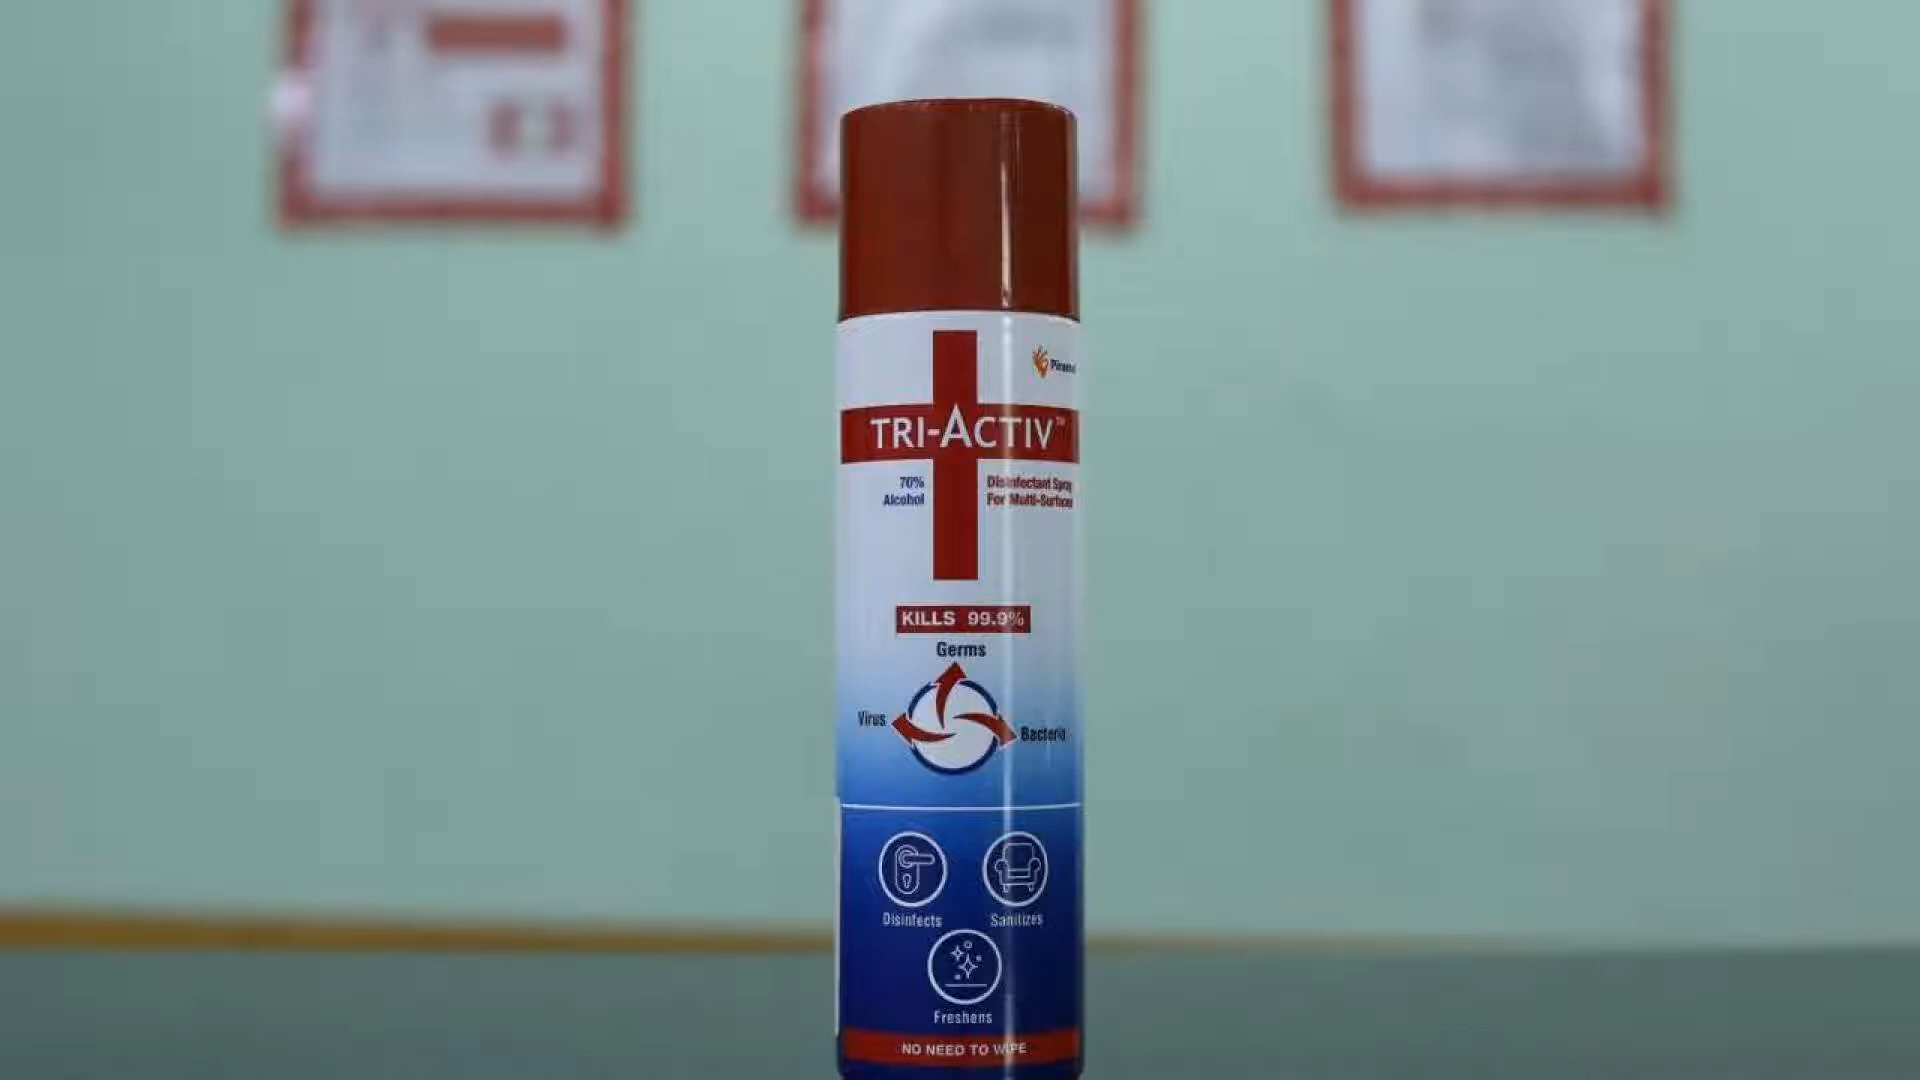 Piramal
TRI-ACTIV™
70%
Alcohol
Disinfectant Spray
For Multi-Surfaces
KILLS 99.9%
Germs
Virus
Bacteria
Disinfects
Sanitizes
Freshens
NO NEED TO WIPE